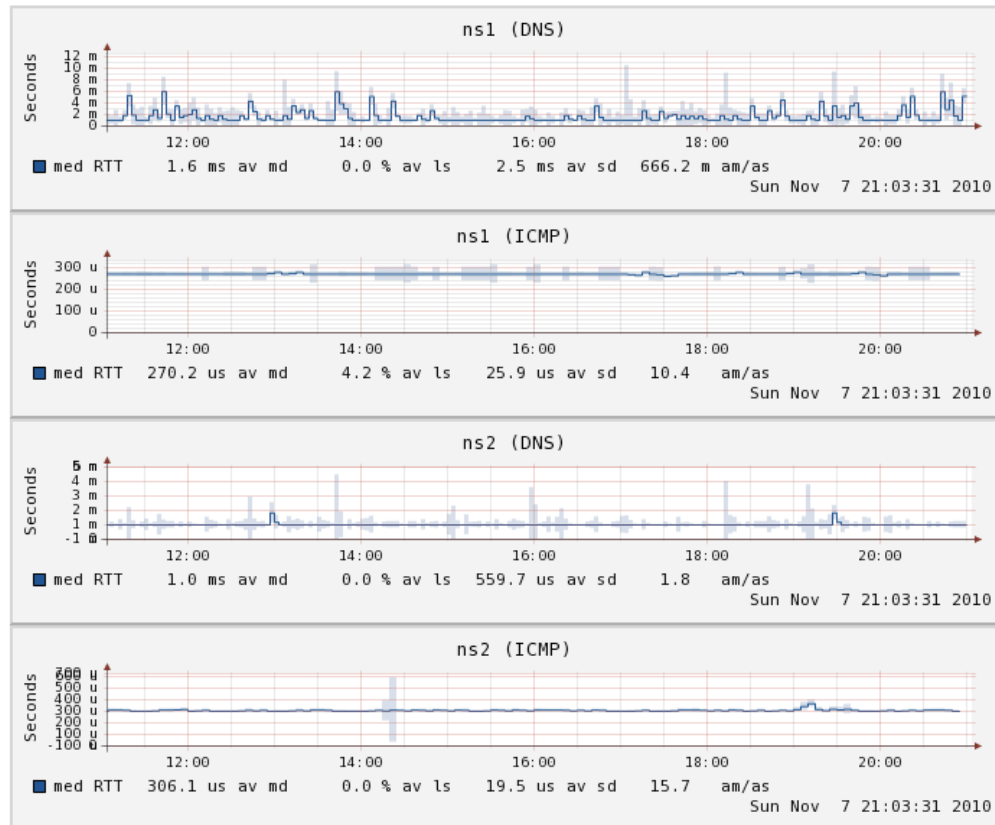 ns1 (DNS)
Seconds
12 m
10 m
8 m
6 m
4 m
2 m
0
12:00 14:00 16:00 18:00 20:00
med RTT 1.6 ms av md 0.0 % av ls 2.5 ms av sd 666.2 m am/as
Sun Nov 7 21:03:31 2010
ns1 (ICMP)
Seconds
300 u
200 u
100 u
0
12:00 14:00 16:00 18:00 20:00
med RTT 270.2 us av md 4.2 % av ls 25.9 us av sd 10.4 am/as
Sun Nov 7 21:03:31 2010
ns2 (DNS)
Seconds
4 m
3 m
2 m
1 m
12:00 14:00 16:00 18:00 20:00
med RTT 1.0 ms av md 0.0 % av ls 559.7 us av sd 1.8 am/as
Sun Nov 7 21:03:31 2010
ns2 (ICMP)
Seconds
700 u
600 u
500 u
400 u
300 u
200 u
100 u
0
-100 u
12:00 14:00 16:00 18:00 20:00
med RTT 306.1 us av md 0.0 % av ls 19.5 us av sd 15.7 am/as
Sun Nov 7 21:03:31 2010